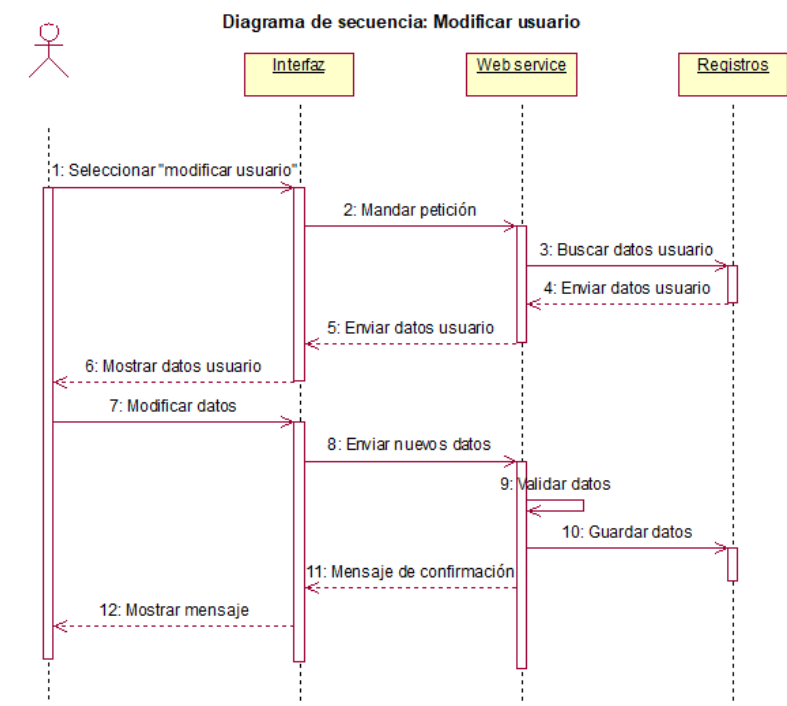 Diagrama de secuencia: Modificar usuario
Interfaz
Web service
Registros
1: Seleccionar "modificar usuario"
2: Mandar petición
3: Buscar datos usuario
4: Enviar datos usuario
5: Enviar datos usuario
6: Mostrar datos usuario
7: Modificar datos
8: Enviar nuevos datos
9: Validar datos
10: Guardar datos
11: Mensaje de confirmación
12: Mostrar mensaje